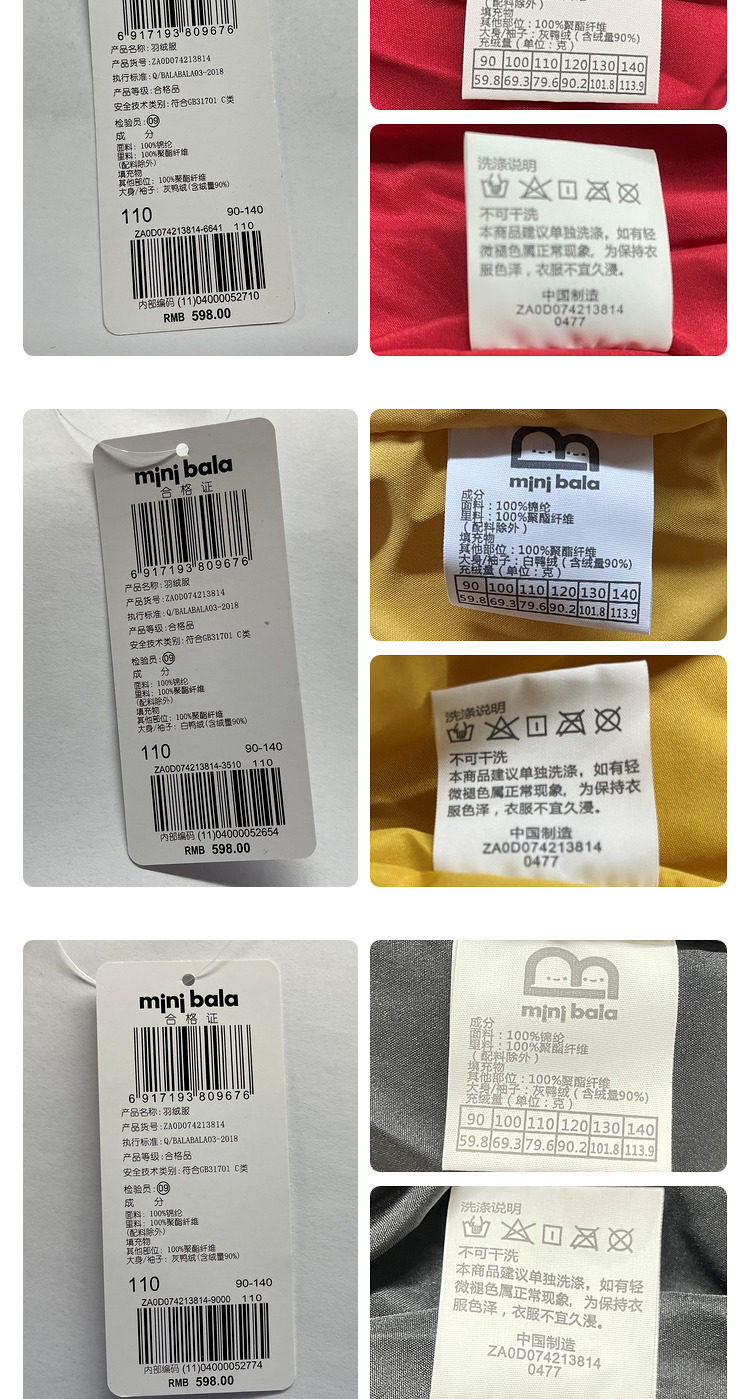 6 917193 809676
产品名称:羽绒服
产品货号:ZA0D074213814
执行标准:Q/BALABALA03-2018
产品等级:合格品
安全技术类别:符合GB31701 C类
检验员:09
成 分
面料: 100%锦纶
里料: 100%聚酯纤维
(配料除外)
填充物
其他部位: 100%聚酯纤维
大身/袖子: 灰鸭绒(含绒量90%)
110 90-140
ZA0D074213814-6641 110
内部编码 (11)04000052710
RMB 598.00
(配料除外)
填充物
其他部位:100%聚酯纤维
大身/袖子:灰鸭绒(含绒量90%)
充绒量(单位:克)
90 100 110 120 130 140
59.8 69.3 79.6 90.2 101.8 113.9
洗涤说明
不可干洗
本商品建议单独洗涤,如有轻
微褪色属正常现象,为保持衣
服色泽,衣服不宜久浸。
中国制造
ZA0D074213814
0477
mini bala
合格证
6 917193 809676
产品名称:羽绒服
产品货号:ZA0D074213814
执行标准:Q/BALABALA03-2018
产品等级:合格品
安全技术类别:符合GB31701 C类
检验员:09
成 分
面料: 100%锦纶
里料: 100%聚酯纤维
(配料除外)
填充物
其他部位: 100%聚酯纤维
大身/袖子: 白鸭绒(含绒量90%)
110 90-140
ZA0D074213814-3510 110
内部编码 (11)04000052654
RMB 598.00
mini bala
成分
面料:100%锦纶
里料:100%聚酯纤维
(配料除外)
填充物
其他部位:100%聚酯纤维
大身/袖子:白鸭绒(含绒量90%)
充绒量(单位:克)
90 100 110 120 130 140
59.8 69.3 79.6 90.2 101.8 113.9
洗涤说明
不可干洗
本商品建议单独洗涤,如有轻
微褪色属正常现象,为保持衣
服色泽,衣服不宜久浸。
中国制造
ZA0D074213814
0477
mini bala
合格证
6 917193 809676
产品名称:羽绒服
产品货号:ZA0D074213814
执行标准:Q/BALABALA03-2018
产品等级:合格品
安全技术类别:符合GB31701 C类
检验员:09
成 分
面料: 100%锦纶
里料: 100%聚酯纤维
(配料除外)
填充物
其他部位: 100%聚酯纤维
大身/袖子: 灰鸭绒(含绒量90%)
110 90-140
ZA0D074213814-9000 110
内部编码 (11)04000052774
RMB 598.00
mini bala
成分
面料:100%锦纶
里料:100%聚酯纤维
(配料除外)
填充物
其他部位:100%聚酯纤维
大身/袖子:灰鸭绒(含绒量90%)
充绒量(单位:克)
90 100 110 120 130 140
59.8 69.3 79.6 90.2 101.8 113.9
洗涤说明
不可干洗
本商品建议单独洗涤,如有轻
微褪色属正常现象,为保持衣
服色泽,衣服不宜久浸。
中国制造
ZA0D074213814
0477